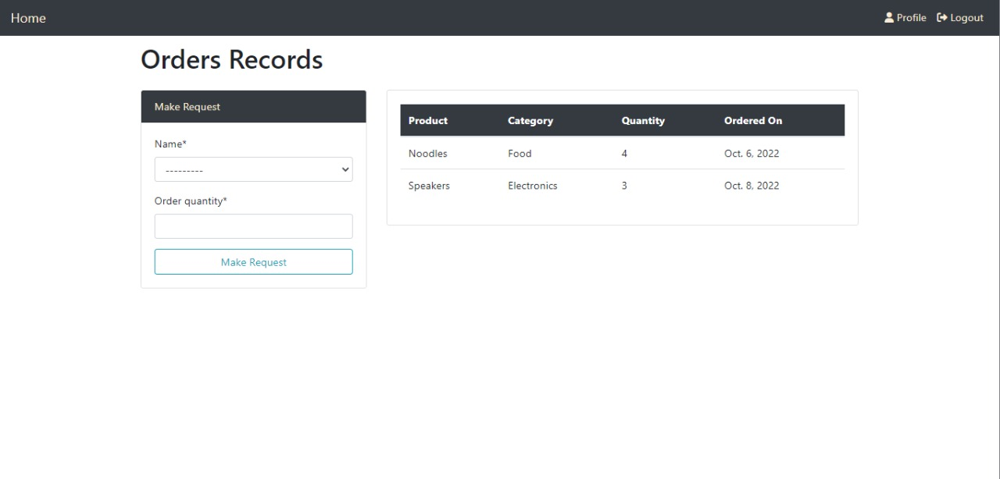 Home Profile Logout
Orders Records
Make Request
Name*
---------
Order quantity*
Make Request
Product Category Quantity Ordered On
Noodles Food 4 Oct. 6, 2022
Speakers Electronics 3 Oct. 8, 2022